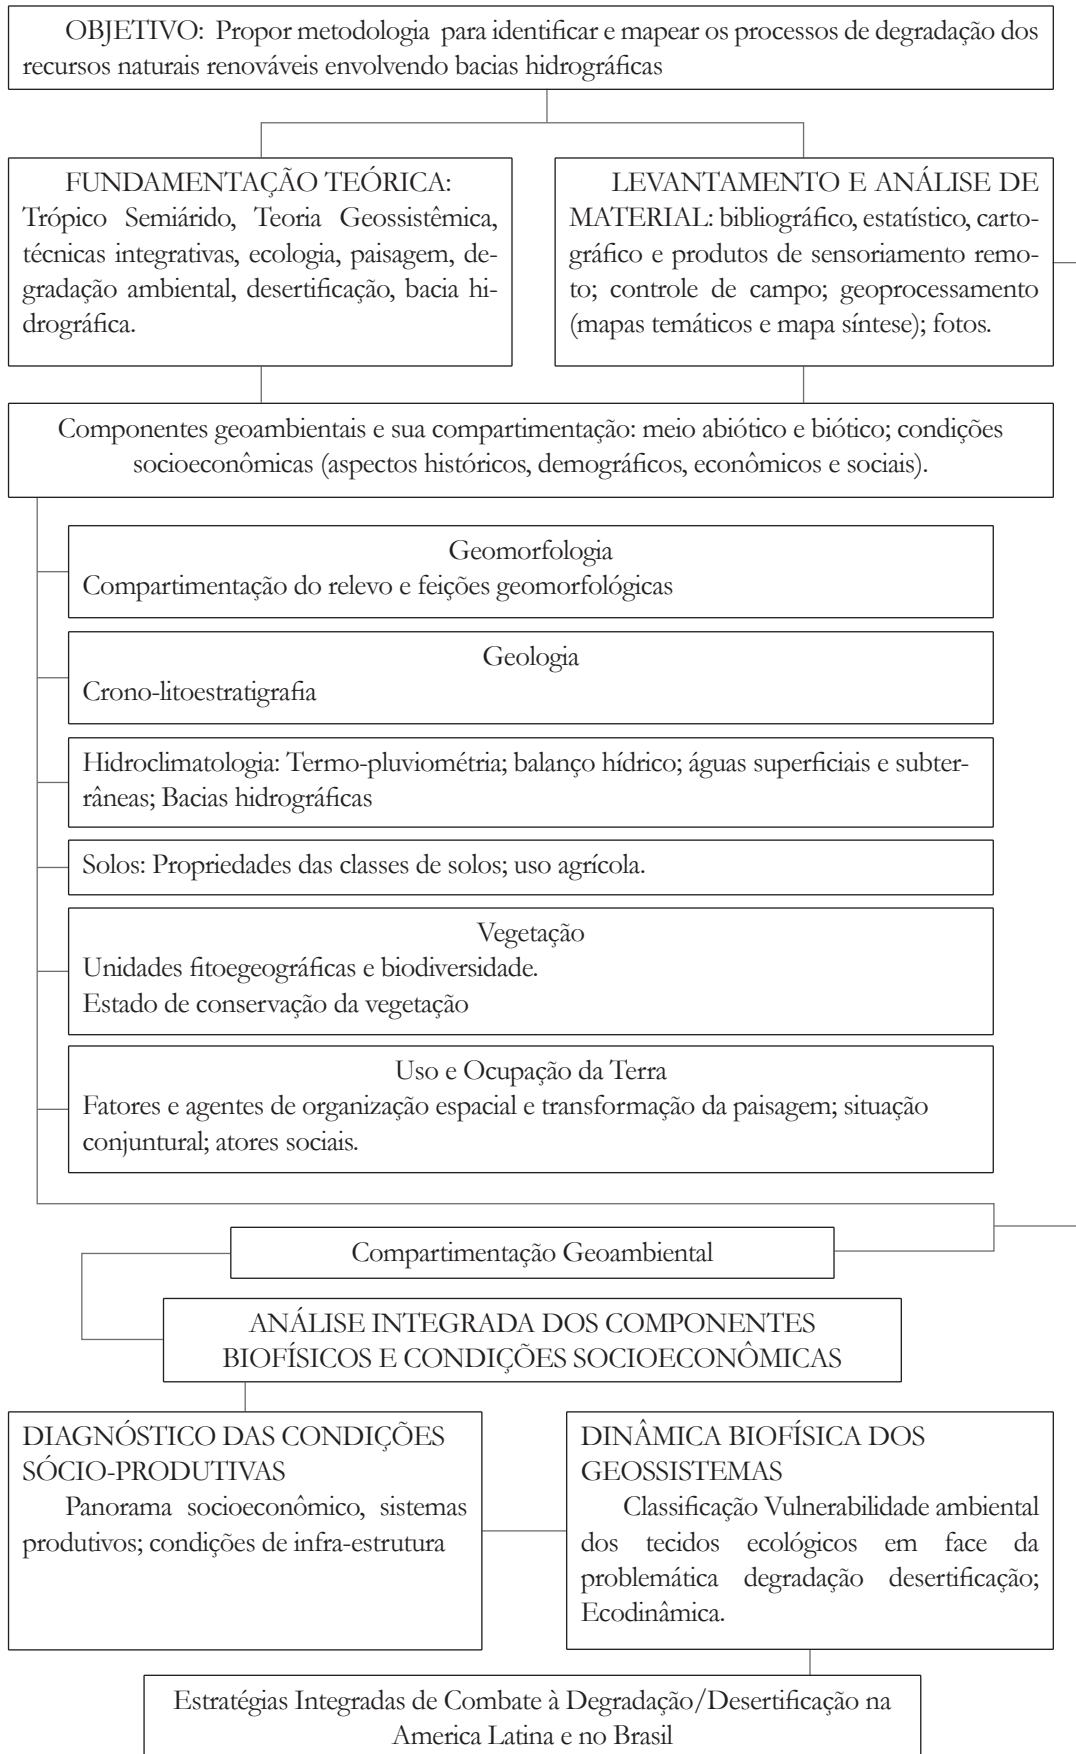 OBJETIVO: Propor metodologia para identificar e mapear os processos de degradação dos
recursos naturais renováveis envolvendo bacias hidrográficas
FUNDAMENTAÇÃO TEÓRICA:
Trópico Semiárido, Teoria Geossistêmica,
técnicas integrativas, ecologia, paisagem, de-
gradação ambiental, desertificação, bacia hi-
drográfica.
LEVANTAMENTO E ANÁLISE DE
MATERIAL: bibliográfico, estatístico, carto-
gráfico e produtos de sensoriamento remo-
to; controle de campo; geoprocessamento
(mapas temáticos e mapa síntese); fotos.
Componentes geoambientais e sua compartimentação: meio abiótico e biótico; condições
socioeconômicas (aspectos históricos, demográficos, econômicos e sociais).
Geomorfologia
Compartimentação do relevo e feições geomorfológicas
Geologia
Crono-litoestratigrafia
Hidroclimatologia: Termo-pluviométria; balanço hídrico; águas superficiais e subter-
râneas; Bacias hidrográficas
Solos: Propriedades das classes de solos; uso agrícola.
Vegetação
Unidades fitoegeográficas e biodiversidade.
Estado de conservação da vegetação
Uso e Ocupação da Terra
Fatores e agentes de organização espacial e transformação da paisagem; situação
conjuntural; atores sociais.
Compartimentação Geoambiental
ANÁLISE INTEGRADA DOS COMPONENTES
BIOFÍSICOS E CONDIÇÕES SOCIOECONÔMICAS
DIAGNÓSTICO DAS CONDIÇÕES
SÓCIO-PRODUTIVAS
Panorama socioeconômico, sistemas
produtivos; condições de infra-estrutura
DINÂMICA BIOFÍSICA DOS
GEOSSISTEMAS
Classificação Vulnerabilidade ambiental
dos tecidos ecológicos em face da
problemática degradação desertificação;
Ecodinâmica.
Estratégias Integradas de Combate à Degradação/Desertificação na
America Latina e no Brasil